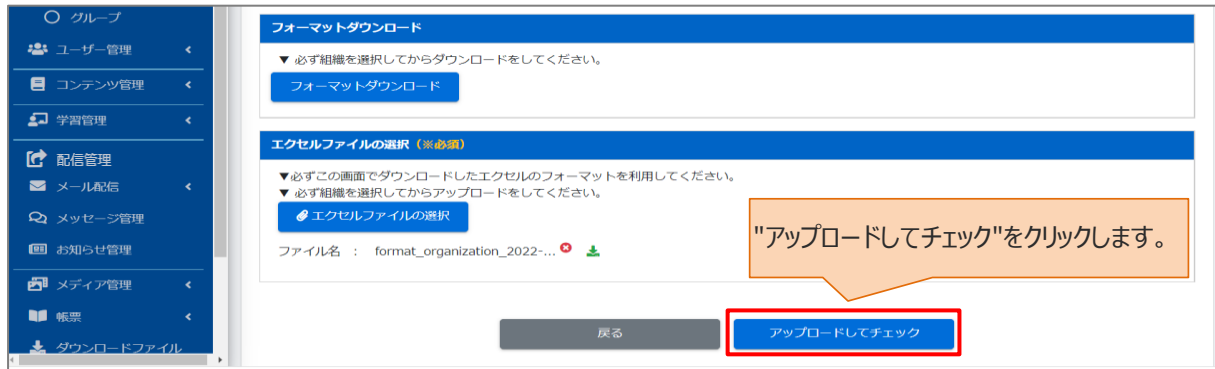 グループ
ユーザー管理
コンテンツ管理
学習管理
配信管理
メール配信
メッセージ管理
お知らせ管理
メディア管理
帳票
ダウンロードファイル
フォーマットダウンロード
▼ 必ず組織を選択してからダウンロードをしてください。
フォーマットダウンロード
エクセルファイルの選択（※必須）
▼必ずこの画面でダウンロードしたエクセルのフォーマットを利用してください。
▼ 必ず組織を選択してからアップロードをしてください。
エクセルファイルの選択
ファイル名 ： format_organization_2022-...
"アップロードしてチェック"をクリックします。
戻る
アップロードしてチェック